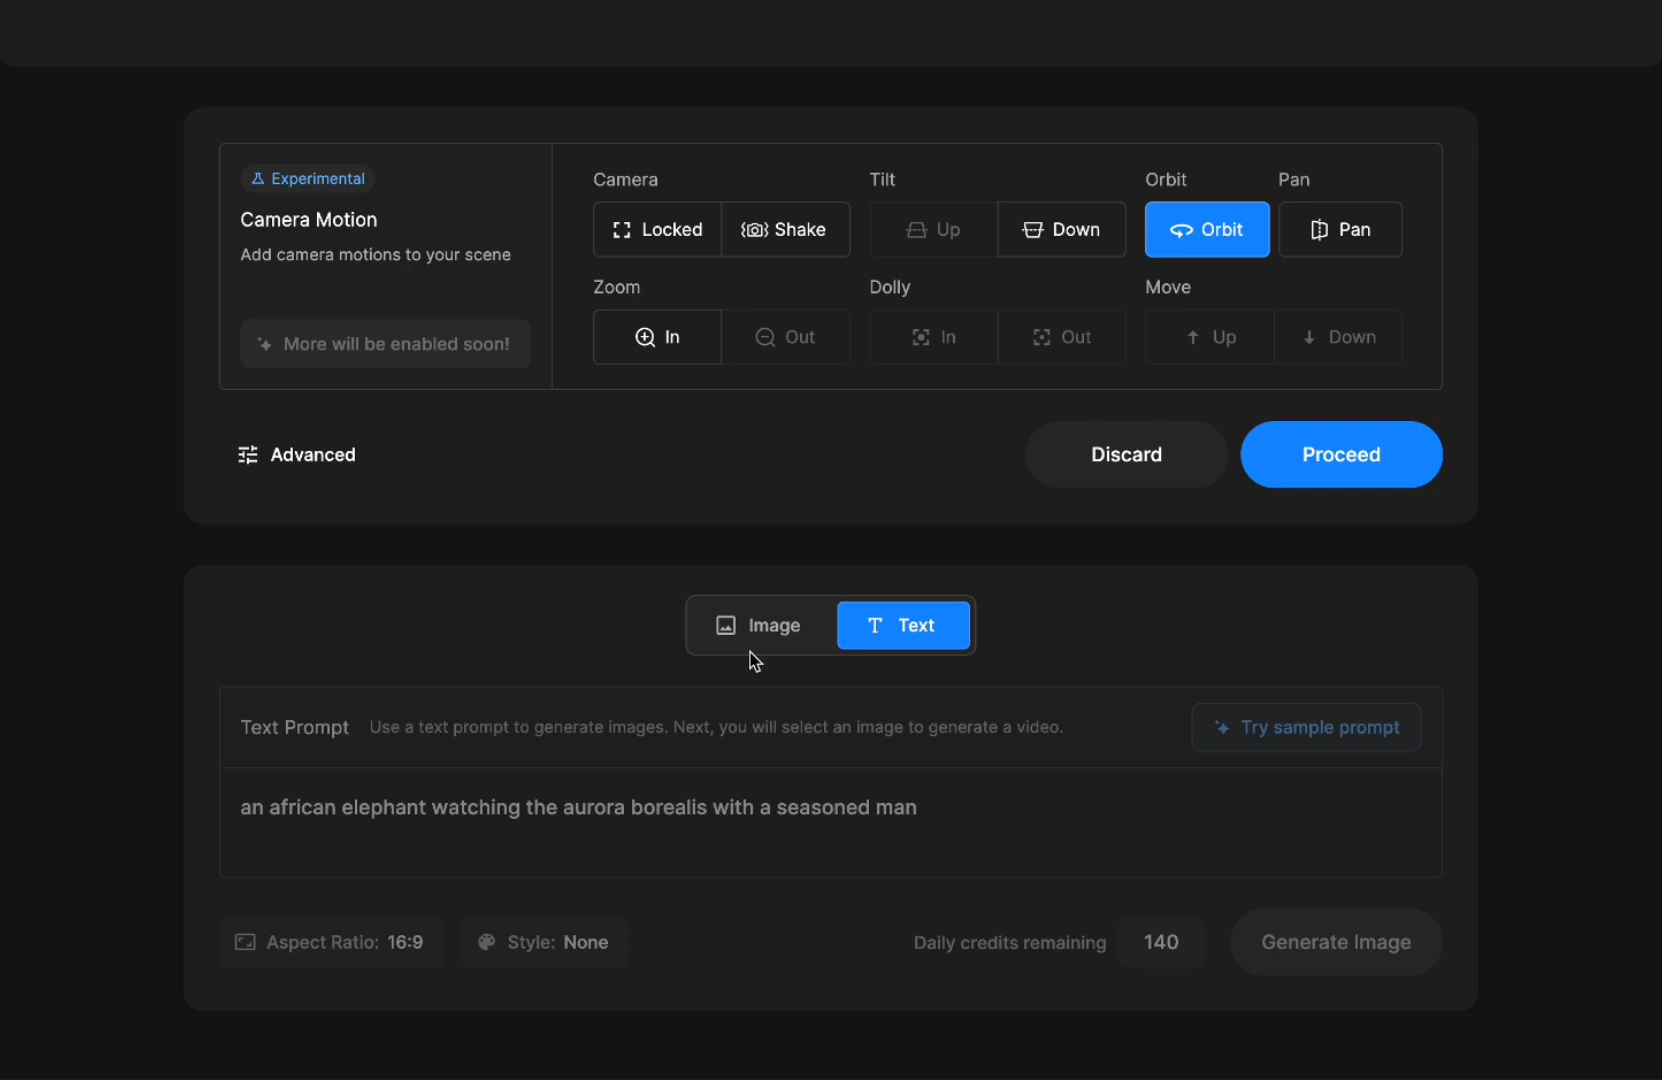 Experimental
Camera Motion
Add camera motions to your scene
More will be enabled soon!
Camera
Locked
Shake
Tilt
Up
Down
Orbit
Orbit
Pan
Pan
Zoom
In
Out
Dolly
In
Out
Move
Up
Down
Advanced
Discard
Proceed
Image
Text
Text Prompt
Use a text prompt to generate images. Next, you will select an image to generate a video.
Try sample prompt
an african elephant watching the aurora borealis with a seasoned man
Aspect Ratio: 16:9
Style: None
Daily credits remaining
140
Generate Image